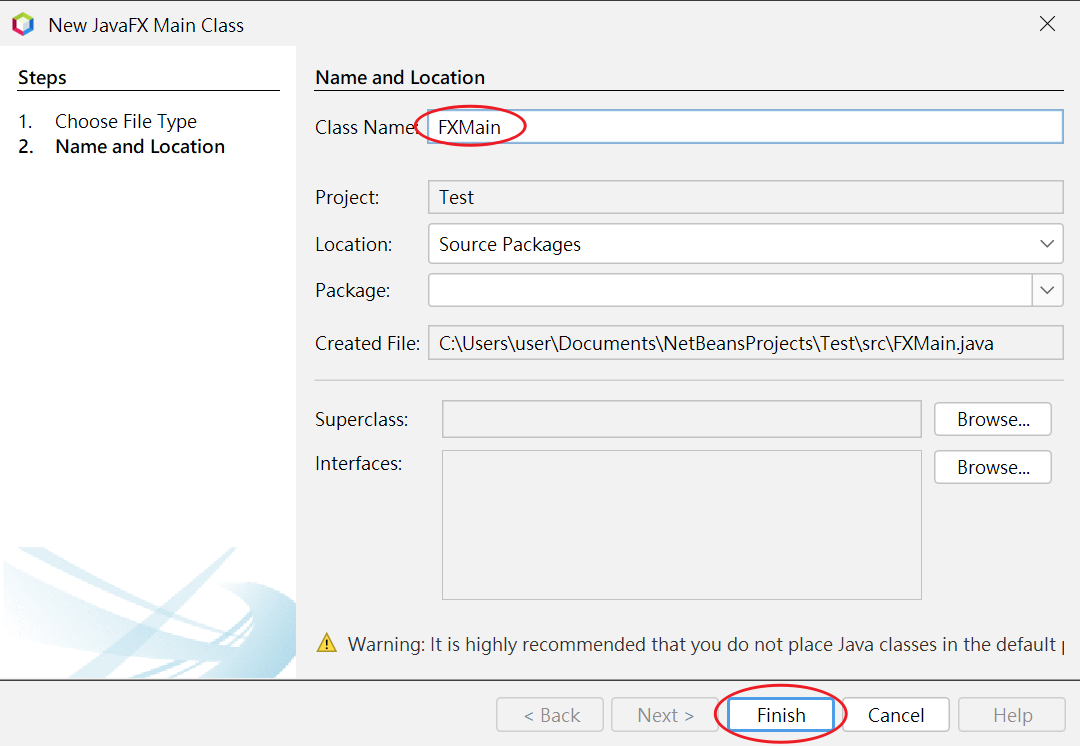 New JavaFX Main Class
Steps
1. Choose File Type
2. Name and Location
Name and Location
Class Name: FXMain
Project: Test
Location: Source Packages
Package:
Created File: C:\Users\user\Documents\NetBeansProjects\Test\src\FXMain.java
Superclass: Browse...
Interfaces: Browse...
Warning: It is highly recommended that you do not place Java classes in the default
< Back Next > Finish Cancel Help